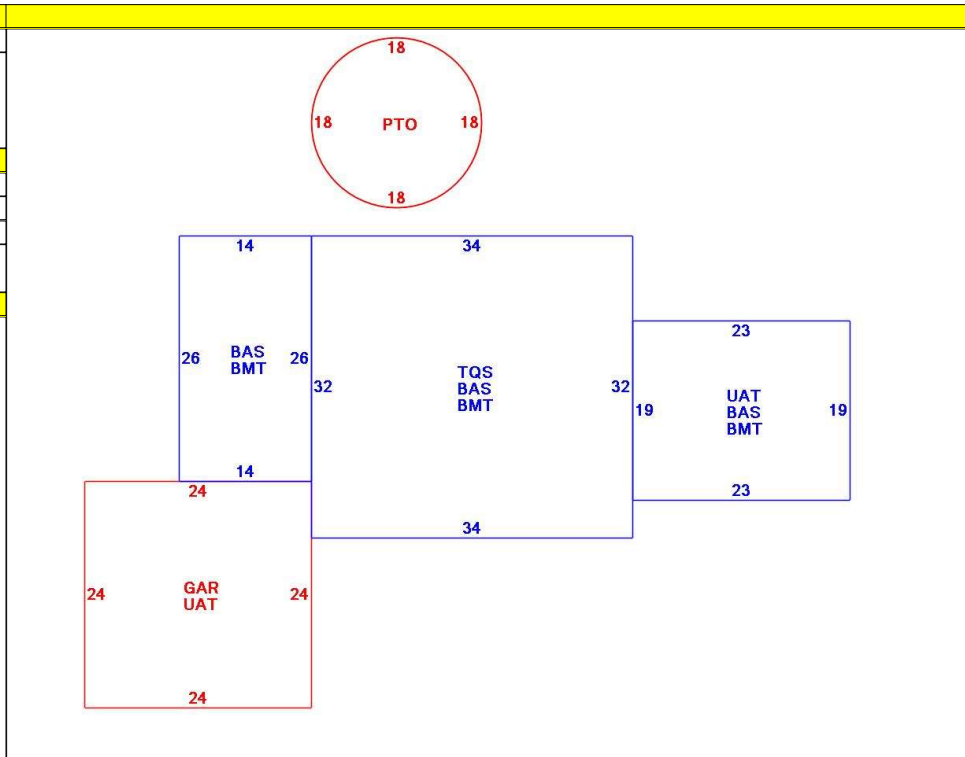 18
18 PTO 18
18
14
34
26 BAS 26
BMT
32 TQS 32
BAS
BMT
23
19 UAT 19
BAS
BMT
14
24
23
34
24 GAR 24
UAT
24